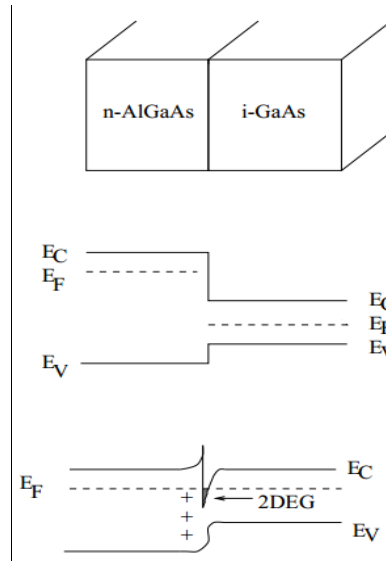 n-AlGaAs i-GaAs
E_C
E_F
E_V
E_F
E_C
2DEG
+
+
+
E_V